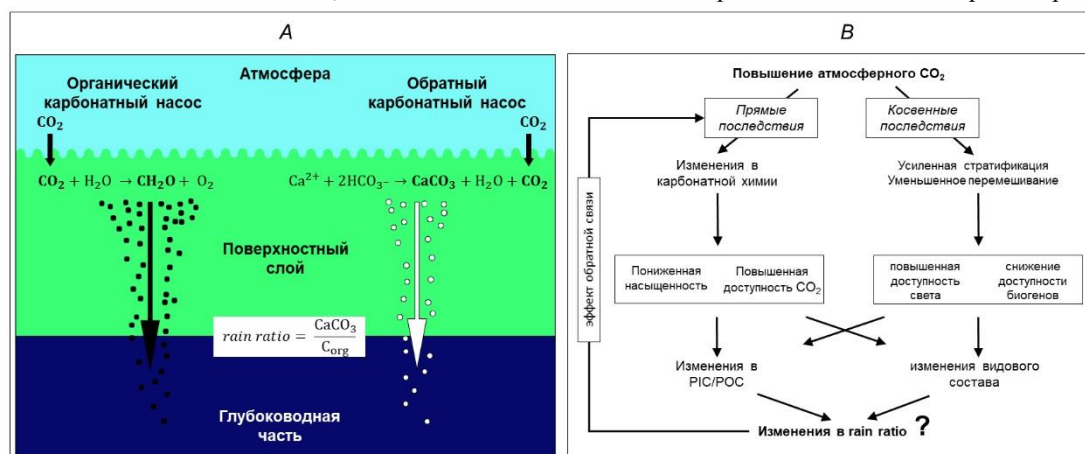 A
Атмосфера
Органический
карбонатный насос
Обратный
карбонатный насос
CO₂
CO₂
CO₂ + H₂O → CH₂O + O₂
Ca²⁺ + 2HCO₃₋ → CaCO₃ + H₂O + CO₂
Поверхностный
слой
rain ratio = CaCO₃ / C_org
Глубоководная
часть
B
Повышение атмосферного CO₂
Прямые
последствия
Косвенные
последствия
Изменения в
карбонатной химии
Усиленная стратификация
Уменьшенное перемешивание
Пониженная
насыщенность
Повышенная
доступность CO₂
повышенная
доступность
света
снижение
доступности
биогенов
эффект обратной связи
Изменения в
PIC/POC
изменения видового
состава
Изменения в rain ratio ?